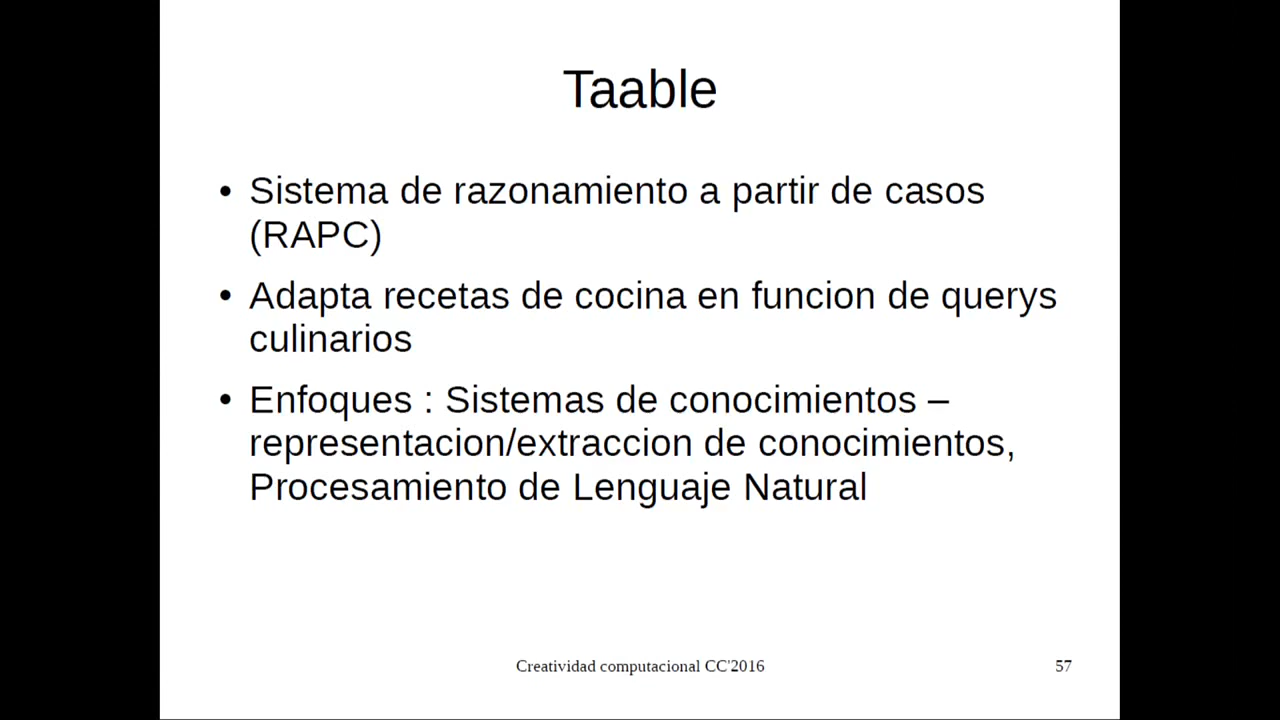 Taable
• Sistema de razonamiento a partir de casos
(RAPC)
• Adapta recetas de cocina en funcion de querys
culinarios
• Enfoques : Sistemas de conocimientos –
representacion/extraccion de conocimientos,
Procesamiento de Lenguaje Natural
Creatividad computacional CC'2016
57